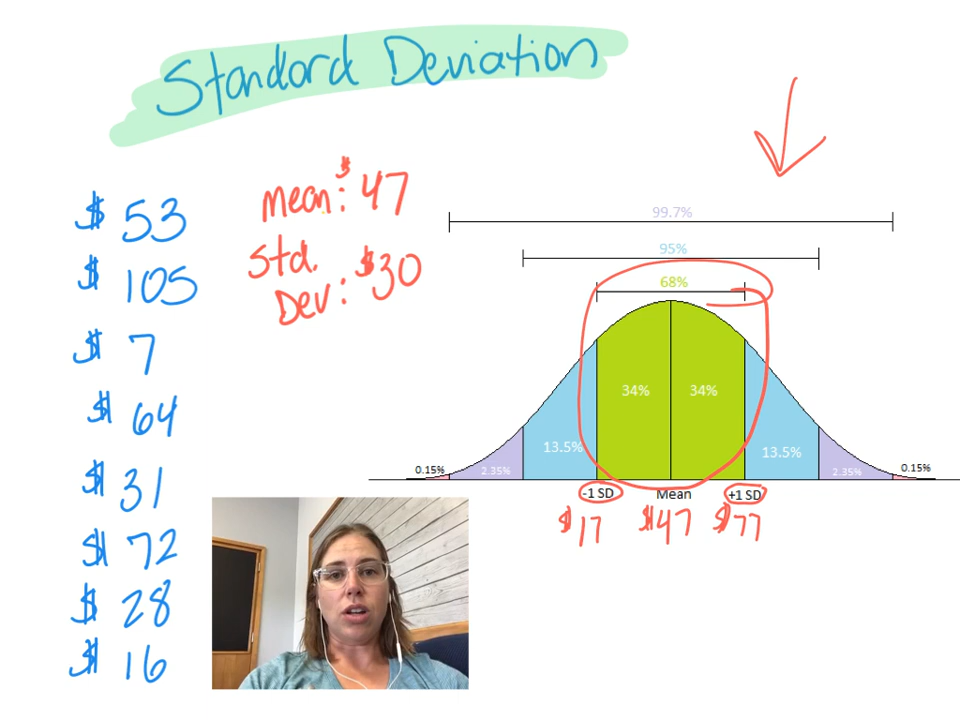 Standard Deviation
$ 53
$ 105
$ 7
$ 64
$ 31
$ 72
$ 28
$ 16
mean: $47
Std.
Dev: $30
99.7%
95%
68%
34% 34%
13.5% 13.5%
0.15% 2.35% 2.35% 0.15%
-1 SD Mean +1 SD
$17 $47 $77